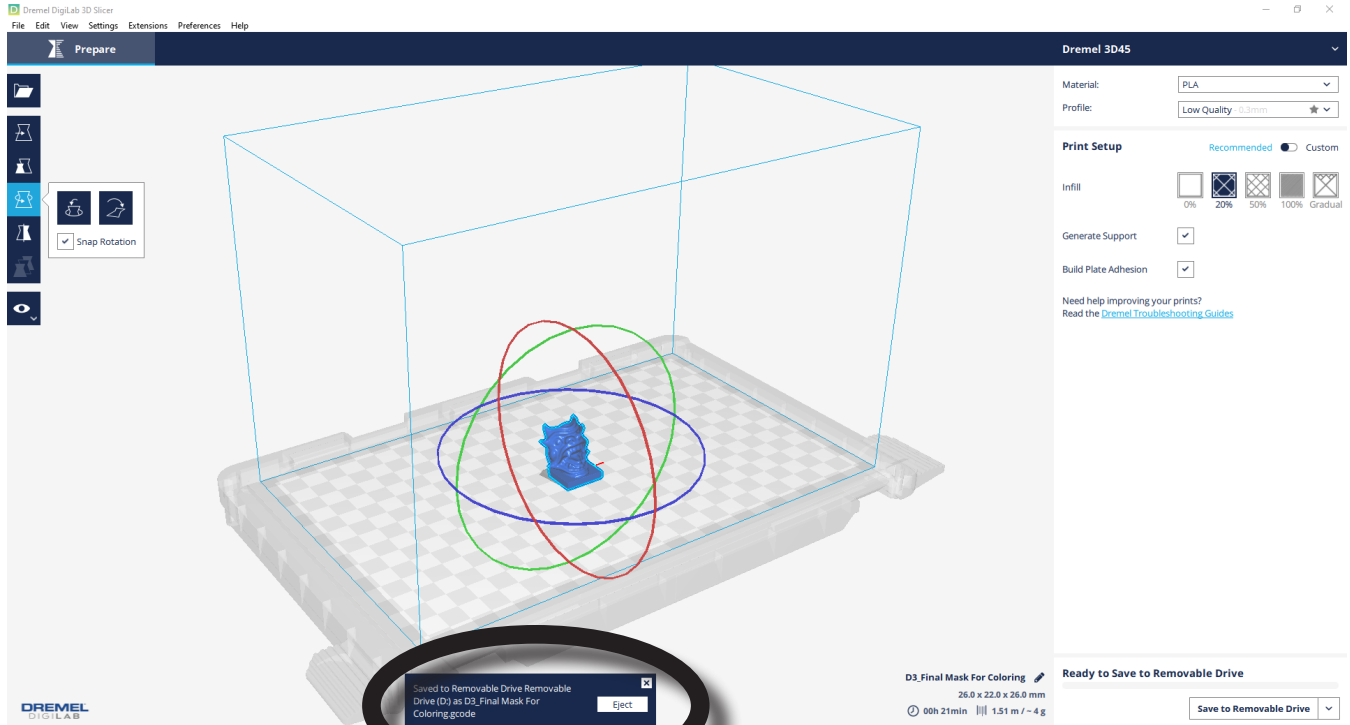 Dremel DigiLab 3D Slicer
File Edit View Settings Extensions Preferences Help
Prepare
Dremel 3D45
Material:
PLA
Profile:
Low Quality - 0.3mm
Print Setup
Recommended
Custom
Infill
0%
20%
50%
100%
Gradual
Snap Rotation
Generate Support
Build Plate Adhesion
Need help improving your prints?
Read the Dremel Troubleshooting Guides
Saved to Removable Drive Removable
Drive (D:) as D3_Final Mask For
Coloring.gcode
Eject
D3_Final Mask For Coloring
26.0 x 22.0 x 26.0 mm
00h 21min
1.51 m / ~ 4 g
Ready to Save to Removable Drive
Save to Removable Drive
DREMEL
DIGILAB